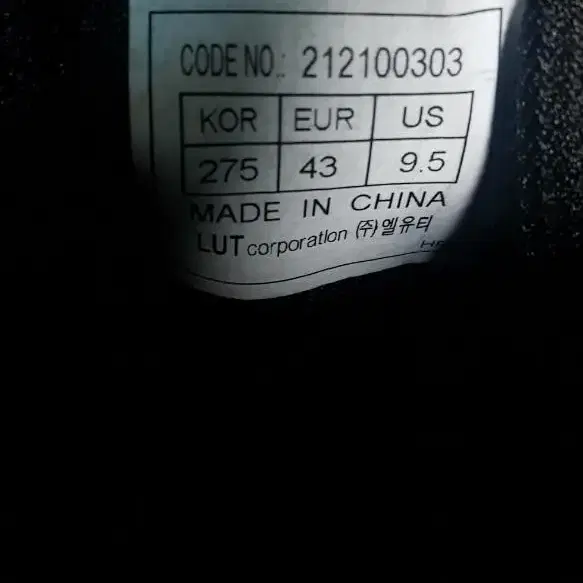 CODE NO.: 212100303
KOR EUR US
275 43 9.5
MADE IN CHINA
LUT corporation (주)엘유티